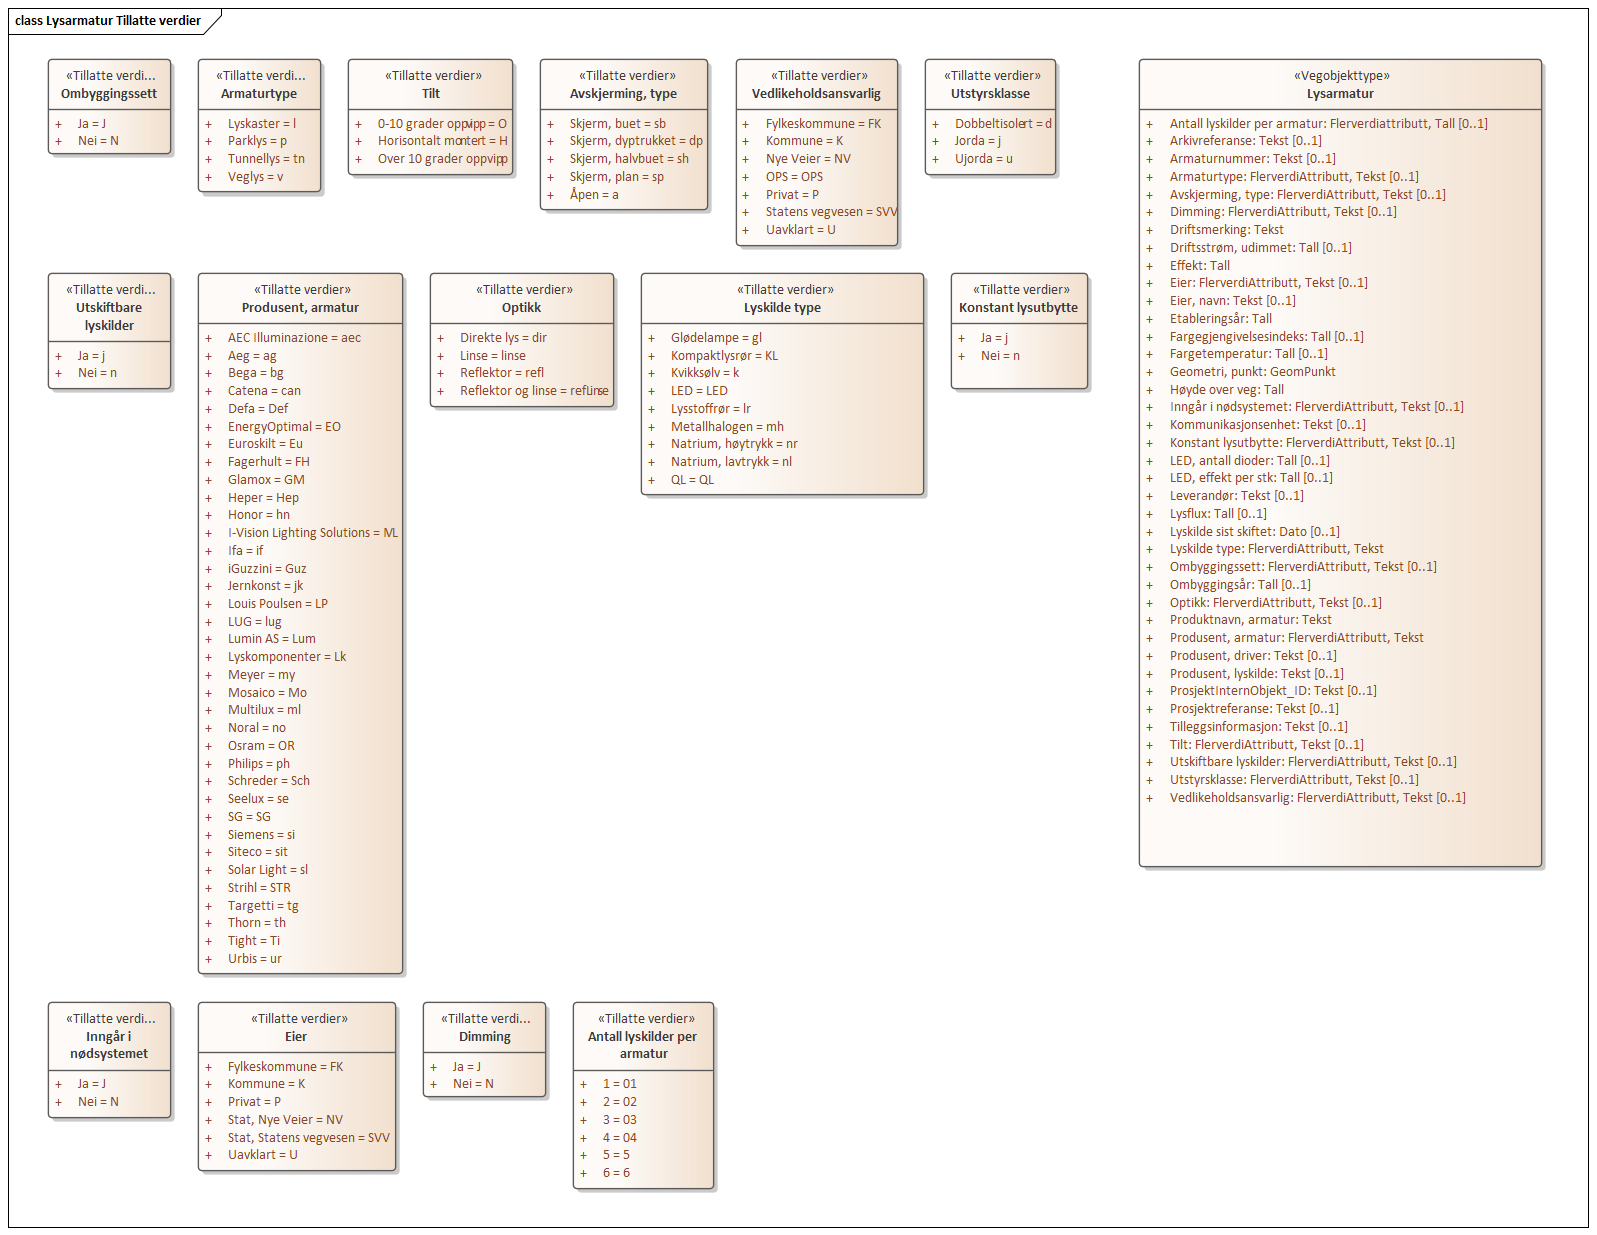 class Lysarmatur Tillatte verdier
«Tillatte verdi...
Ombyggingssett
+ Ja = J
+ Nei = N
«Tillatte verdi...
Armaturtype
+ Lyskaster = l
+ Parklys = p
+ Tunnellys = tn
+ Veglys = v
«Tillatte verdier»
Tilt
+ 0-10 grader oppvipp = O
+ Horisontalt montert = H
+ Over 10 grader oppvipp
«Tillatte verdier»
Avskjerming, type
+ Skjerm, buet = sb
+ Skjerm, dyptrukket = dp
+ Skjerm, halvbuet = sh
+ Skjerm, plan = sp
+ Åpen = a
«Tillatte verdier»
Vedlikeholdsansvarlig
+ Fylkeskommune = FK
+ Kommune = K
+ Nye Veier = NV
+ OPS = OPS
+ Privat = P
+ Statens vegvesen = SVV
+ Uavklart = U
«Tillatte verdier»
Utstyrsklasse
+ Dobbeltisolert = d
+ Jorda = j
+ Ujorda = u
«Vegobjekttype»
Lysarmatur
+ Antall lyskilder per armatur: Flerverdiattributt, Tall [0..1]
+ Arkivreferanse: Tekst [0..1]
+ Armaturnummer: Tekst [0..1]
+ Armaturtype: FlerverdiAttributt, Tekst [0..1]
+ Avskjerming, type: FlerverdiAttributt, Tekst [0..1]
+ Dimming: FlerverdiAttributt, Tekst [0..1]
+ Driftsmerking: Tekst
+ Driftsstrøm, udimmet: Tall [0..1]
+ Effekt: Tall
+ Eier: FlerverdiAttributt, Tekst [0..1]
+ Eier, navn: Tekst [0..1]
+ Etableringsår: Tall
+ Fargegjengivelsesindeks: Tall [0..1]
+ Fargetemperatur: Tall [0..1]
+ Geometri, punkt: GeomPunkt
+ Høyde over veg: Tall
+ Inngår i nødsystemet: FlerverdiAttributt, Tekst [0..1]
+ Kommunikasjonsenhet: Tekst [0..1]
+ Konstant lysutbytte: FlerverdiAttributt, Tekst [0..1]
+ LED, antall dioder: Tall [0..1]
+ LED, effekt per stk: Tall [0..1]
+ Leverandør: Tekst [0..1]
+ Lysflux: Tall [0..1]
+ Lyskilde sist skiftet: Dato [0..1]
+ Lyskilde type: FlerverdiAttributt, Tekst
+ Ombyggingssett: FlerverdiAttributt, Tekst [0..1]
+ Ombyggingsår: Tall [0..1]
+ Optikk: FlerverdiAttributt, Tekst [0..1]
+ Produktnavn, armatur: Tekst
+ Produsent, armatur: FlerverdiAttributt, Tekst
+ Produsent, driver: Tekst [0..1]
+ Produsent, lyskilde: Tekst [0..1]
+ ProsjektInternObjekt_ID: Tekst [0..1]
+ Prosjektreferanse: Tekst [0..1]
+ Tilleggsinformasjon: Tekst [0..1]
+ Tilt: FlerverdiAttributt, Tekst [0..1]
+ Utskiftbare lyskilder: FlerverdiAttributt, Tekst [0..1]
+ Utstyrsklasse: FlerverdiAttributt, Tekst [0..1]
+ Vedlikeholdsansvarlig: FlerverdiAttributt, Tekst [0..1]
«Tillatte verdi...
Utskiftbare
lyskilder
+ Ja = j
+ Nei = n
«Tillatte verdier»
Produsent, armatur
+ AEC Illuminazione = aec
+ Aeg = ag
+ Bega = bg
+ Catena = can
+ Defa = Def
+ EnergyOptimal = EO
+ Euroskilt = Eu
+ Fagerhult = FH
+ Glamox = GM
+ Heper = Hep
+ Honor = hn
+ I-Vision Lighting Solutions = ML
+ Ifa = if
+ iGuzzini = Guz
+ Jernkonst = jk
+ Louis Poulsen = LP
+ LUG = lug
+ Lumin AS = Lum
+ Lyskomponenter = Lk
+ Meyer = my
+ Mosaico = Mo
+ Multilux = ml
+ Noral = no
+ Osram = OR
+ Philips = ph
+ Schreder = Sch
+ Seelux = se
+ SG = SG
+ Siemens = si
+ Siteco = sit
+ Solar Light = sl
+ Strihl = STR
+ Targetti = tg
+ Thorn = th
+ Tight = Ti
+ Urbis = ur
«Tillatte verdier»
Optikk
+ Direkte lys = dir
+ Linse = linse
+ Reflektor = refl
+ Reflektor og linse = reflLinse
«Tillatte verdier»
Lyskilde type
+ Glødelampe = gl
+ Kompaktlysrør = KL
+ Kvikksølv = k
+ LED = LED
+ Lysstoffrør = lr
+ Metallhalogen = mh
+ Natrium, høytrykk = nr
+ Natrium, lavtrykk = nl
+ QL = QL
«Tillatte verdier»
Konstant lysutbytte
+ Ja = j
+ Nei = n
«Tillatte verdi...
Inngår i
nødsystemet
+ Ja = J
+ Nei = N
«Tillatte verdier»
Eier
+ Fylkeskommune = FK
+ Kommune = K
+ Privat = P
+ Stat, Nye Veier = NV
+ Stat, Statens vegvesen = SVV
+ Uavklart = U
«Tillatte verdi...
Dimming
+ Ja = J
+ Nei = N
«Tillatte verdier»
Antall lyskilder per
armatur
+ 1 = 01
+ 2 = 02
+ 3 = 03
+ 4 = 04
+ 5 = 5
+ 6 = 6